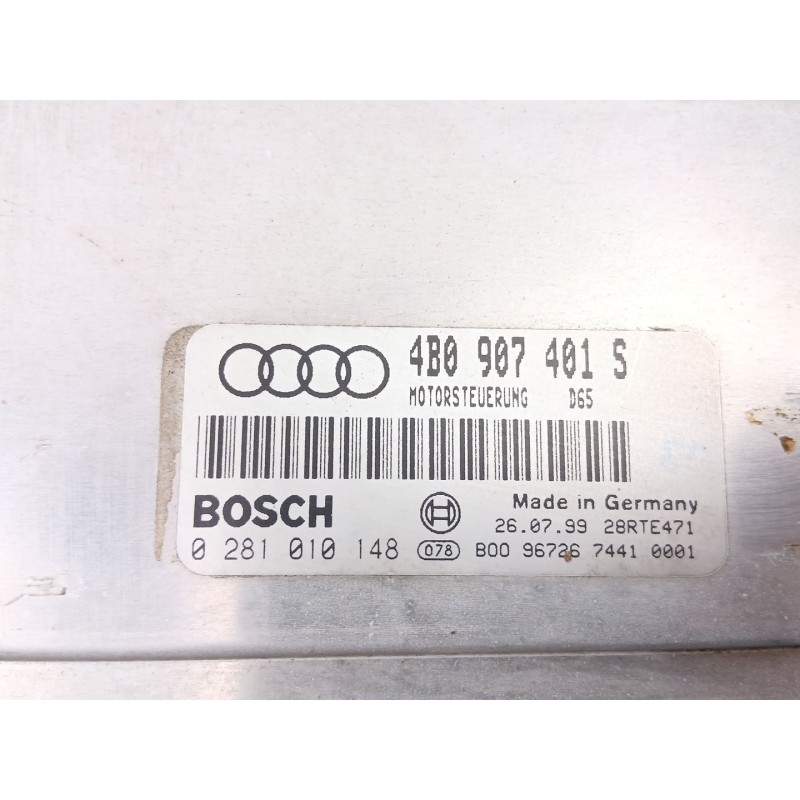 4B0 907 401 S
MOTORSTEUERUNG D65
BOSCH
Made in Germany
26.07.99 28RTE471
0 281 010 148 078 B00 96726 7441 0001